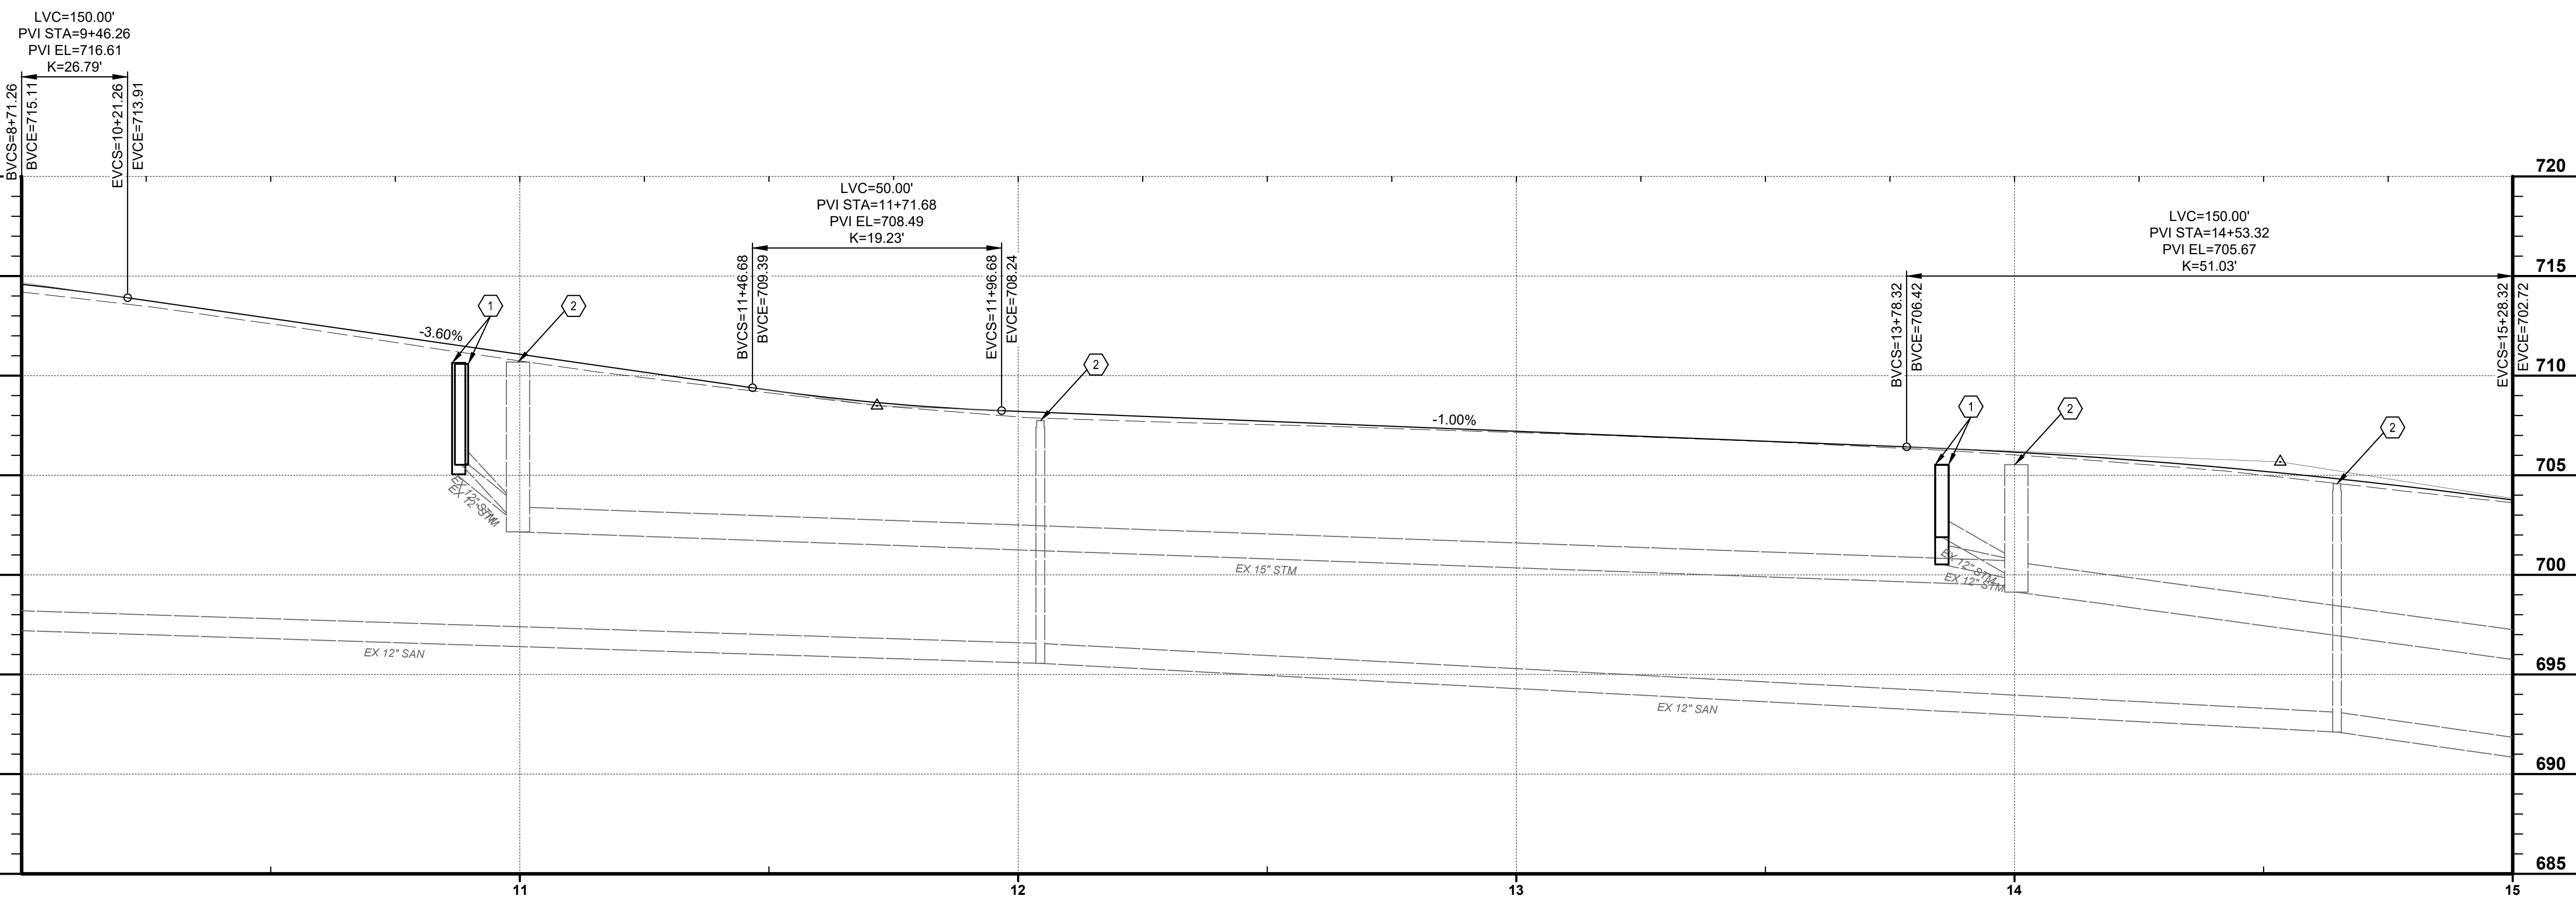 LVC=150.00'
PVI STA=9+46.26
PVI EL=716.61
K=26.79'
BVCS=8+71.26
BVCE=715.11
EVCS=10+21.26
EVCE=713.91
LVC=50.00'
PVI STA=11+71.68
PVI EL=708.49
K=19.23'
BVCS=11+46.68
BVCE=709.39
EVCS=11+96.68
EVCE=708.24
LVC=150.00'
PVI STA=14+53.32
PVI EL=705.67
K=51.03'
BVCS=13+78.32
BVCE=706.42
EVCS=15+28.32
EVCE=702.72
720
715
710
705
700
695
690
685
-3.60%
1
2
2
-1.00%
1
2
2
EX 12" STM
EX 12" STM
EX 15" STM
EX 12" STM
EX 12" STM
EX 12" SAN
EX 12" SAN
11
12
13
14
15